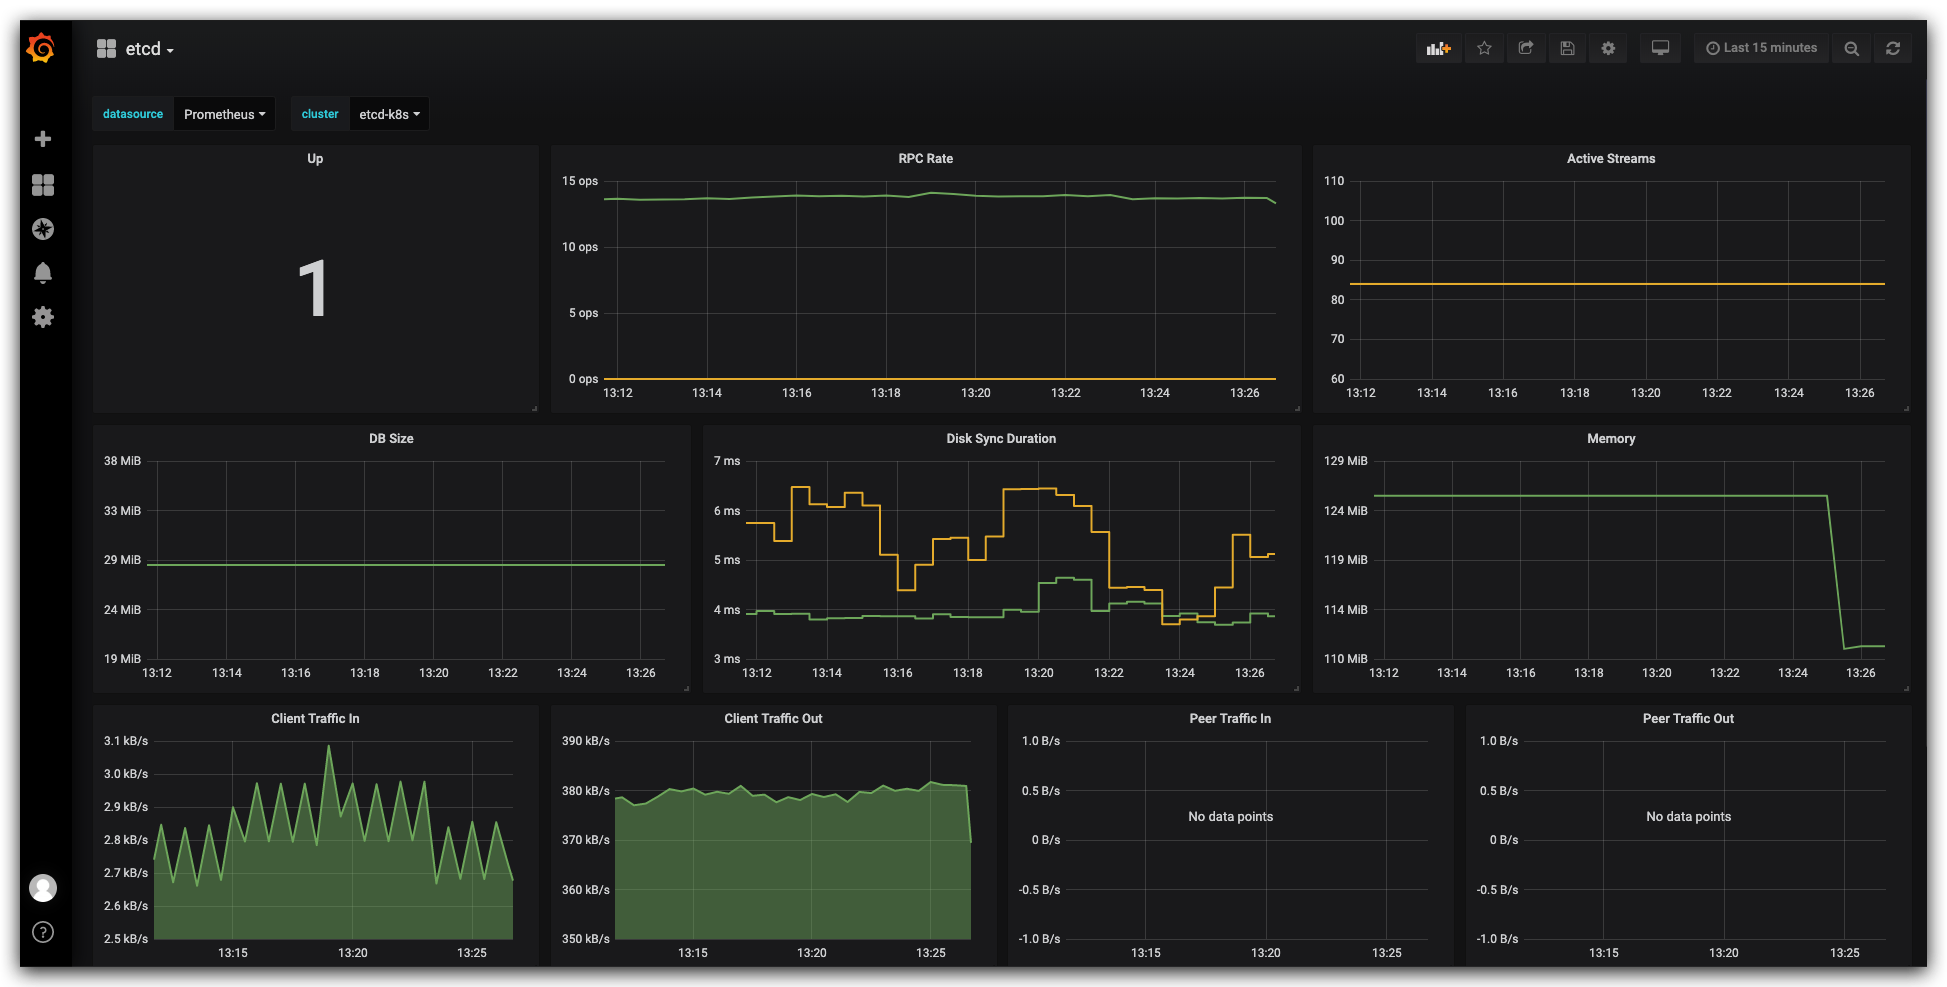 etcd
Last 15 minutes
datasource Prometheus cluster etcd-k8s
Up
1
RPC Rate
15 ops
10 ops
5 ops
0 ops
13:12 13:14 13:16 13:18 13:20 13:22 13:24 13:26
Active Streams
110
100
90
80
70
60
13:12 13:14 13:16 13:18 13:20 13:22 13:24 13:26
DB Size
38 MiB
33 MiB
29 MiB
24 MiB
19 MiB
13:12 13:14 13:16 13:18 13:20 13:22 13:24 13:26
Disk Sync Duration
7 ms
6 ms
5 ms
4 ms
3 ms
13:12 13:14 13:16 13:18 13:20 13:22 13:24 13:26
Memory
129 MiB
124 MiB
119 MiB
114 MiB
110 MiB
13:12 13:14 13:16 13:18 13:20 13:22 13:24 13:26
Client Traffic In
3.1 kB/s
3.0 kB/s
2.9 kB/s
2.8 kB/s
2.7 kB/s
2.6 kB/s
2.5 kB/s
13:15 13:20 13:25
Client Traffic Out
390 kB/s
380 kB/s
370 kB/s
360 kB/s
350 kB/s
13:15 13:20 13:25
Peer Traffic In
1.0 B/s
0.5 B/s
No data points
0 B/s
-0.5 B/s
-1.0 B/s
13:15 13:20 13:25
Peer Traffic Out
1.0 B/s
0.5 B/s
No data points
0 B/s
-0.5 B/s
-1.0 B/s
13:15 13:20 13:25
?